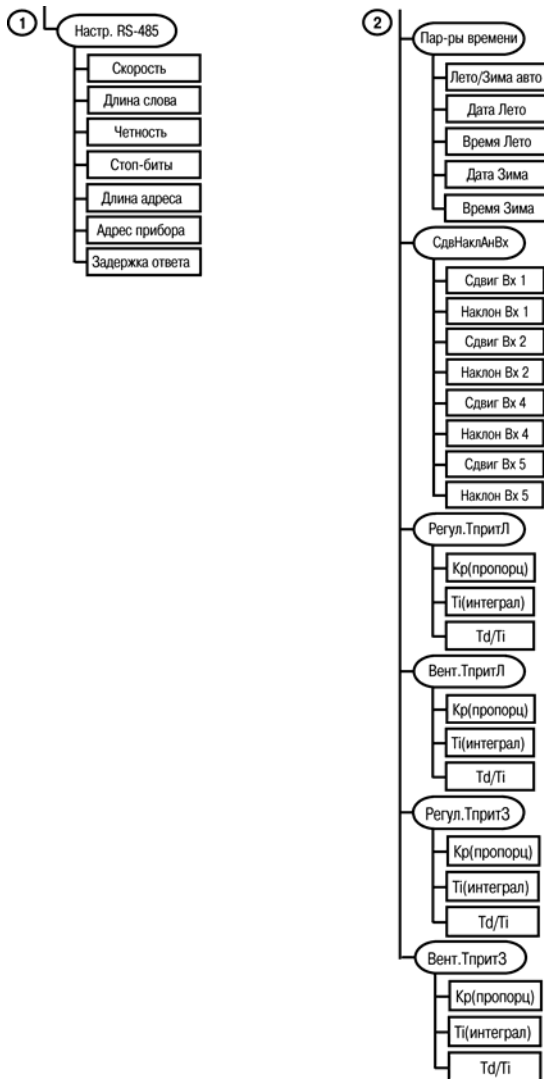 1
Настр. RS-485
Скорость
Длина слова
Четность
Стоп-биты
Длина адреса
Адрес прибора
Задержка ответа
2
Пар-ры времени
Лето/Зима авто
Дата Лето
Время Лето
Дата Зима
Время Зима
СдвНаклАнВх
Сдвиг Вх 1
Наклон Вх 1
Сдвиг Вх 2
Наклон Вх 2
Сдвиг Вх 4
Наклон Вх 4
Сдвиг Вх 5
Наклон Вх 5
Регул.ТпритЛ
Кр(пропорц)
Ti(интеграл)
Td/Ti
Вент.ТпритЛ
Кр(пропорц)
Ti(интеграл)
Td/Ti
Регул.ТпритЗ
Кр(пропорц)
Ti(интеграл)
Td/Ti
Вент.ТпритЗ
Кр(пропорц)
Ti(интеграл)
Td/Ti